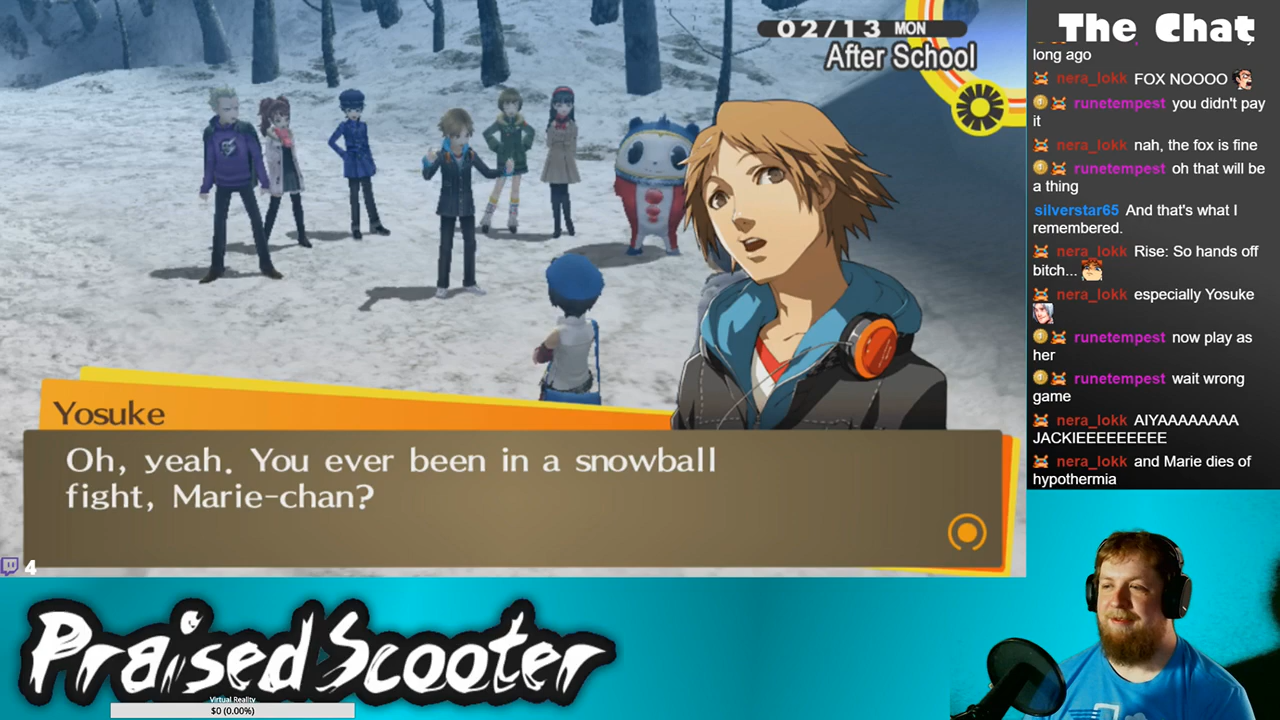 02/13 MON
After School
Yosuke
Oh, yeah. You ever been in a snowball
fight, Marie-chan?
4
Praised Scooter
Virtual Reality
$0 (0.00%)
The Chat
long ago
nera_lokk FOX NOOOO
runetempest you didn't pay
it
nera_lokk nah, the fox is fine
runetempest oh that will be
a thing
silverstar65 And that's what I
remembered.
nera_lokk Rise: So hands off
bitch...
nera_lokk especially Yosuke
runetempest now play as
her
runetempest wait wrong
game
nera_lokk AIYAAAAAAAA
JACKIEEEEEEEEE
nera_lokk and Marie dies of
hypothermia